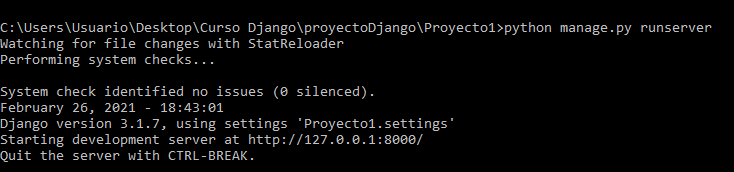 C:\Users\Usuario\Desktop\Curso Django\proyectoDjango\Proyecto1>python manage.py runserver
Watching for file changes with StatReloader
Performing system checks...
System check identified no issues (0 silenced).
February 26, 2021 - 18:43:01
Django version 3.1.7, using settings 'Proyecto1.settings'
Starting development server at http://127.0.0.1:8000/
Quit the server with CTRL-BREAK.